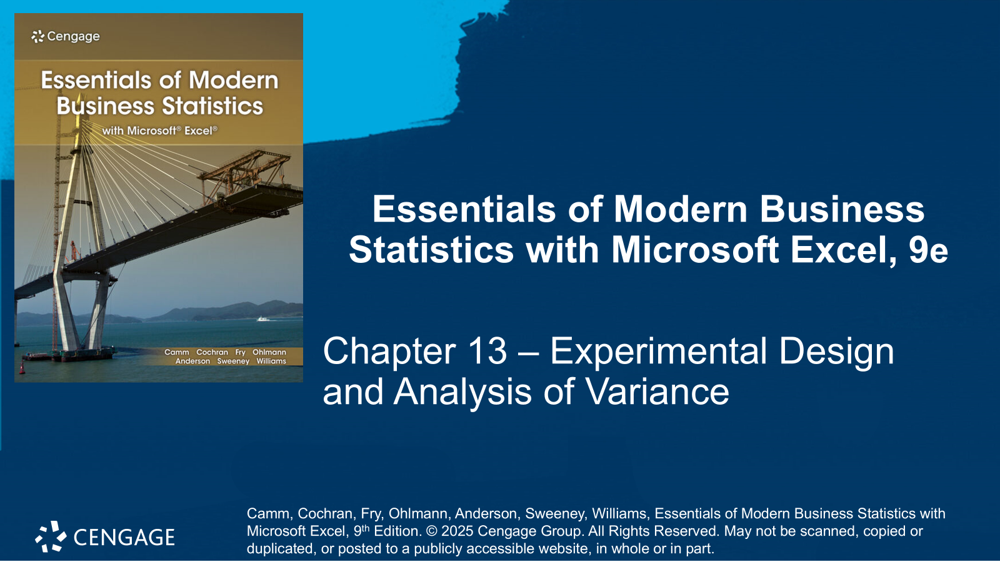 Cengage
Essentials of Modern
Business Statistics
with Microsoft® Excel®
Camm Cochran Fry Ohlmann
Anderson Sweeney Williams
Essentials of Modern Business
Statistics with Microsoft Excel, 9e
Chapter 13 – Experimental Design
and Analysis of Variance
CENGAGE
Camm, Cochran, Fry, Ohlmann, Anderson, Sweeney, Williams, Essentials of Modern Business Statistics with
Microsoft Excel, 9th Edition. © 2025 Cengage Group. All Rights Reserved. May not be scanned, copied or
duplicated, or posted to a publicly accessible website, in whole or in part.